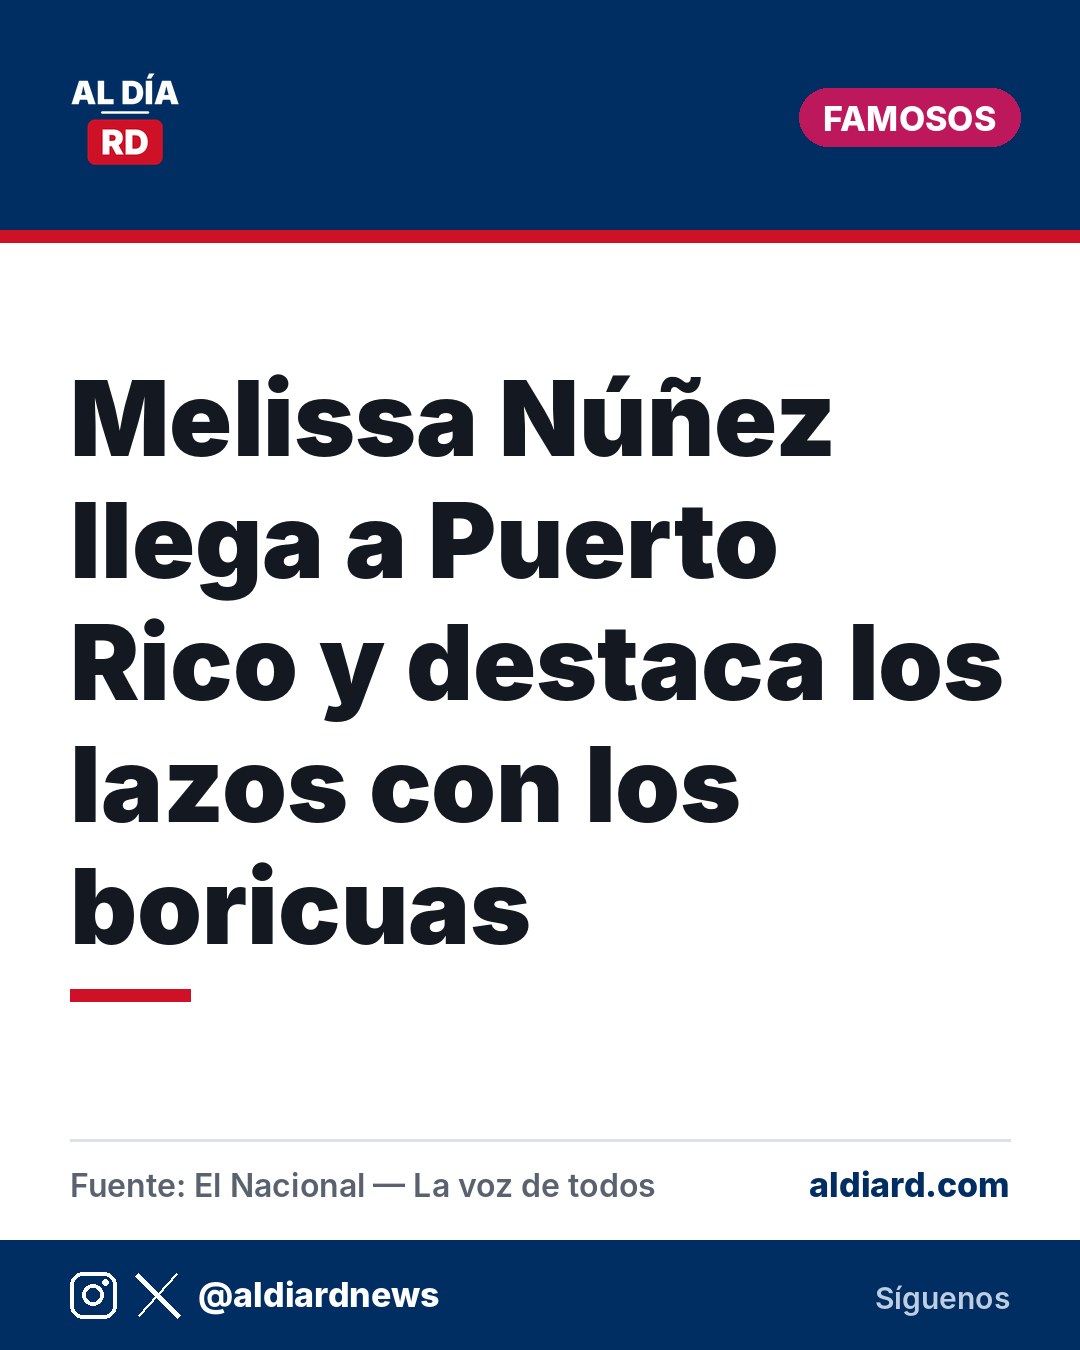 AL DÍA
RD
FAMOSOS
Melissa Núñez
llega a Puerto
Rico y destaca los
lazos con los
boricuas
Fuente: El Nacional — La voz de todos
aldiard.com
@aldiardnews
Síguenos